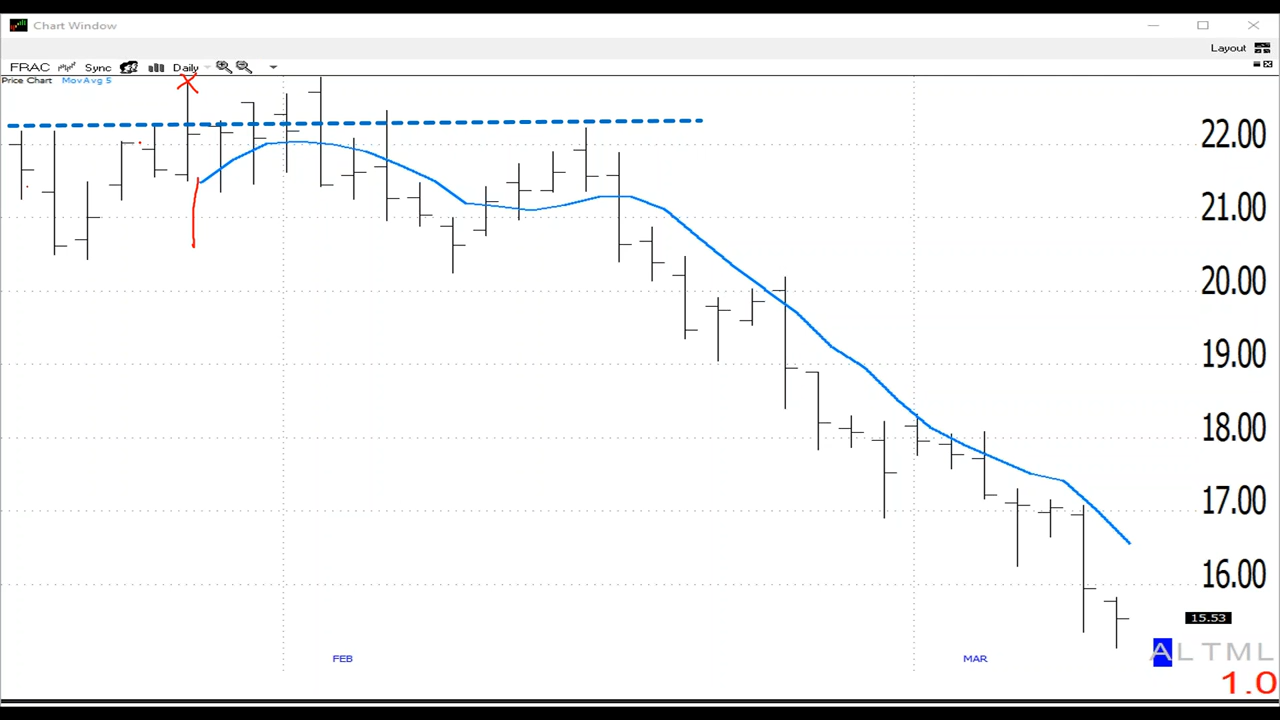 Chart Window
Layout
FRAC Sync Daily
Price Chart MovAvg 5
22.00
21.00
20.00
19.00
18.00
17.00
16.00
15.53
FEB MAR
ALTML
1.0